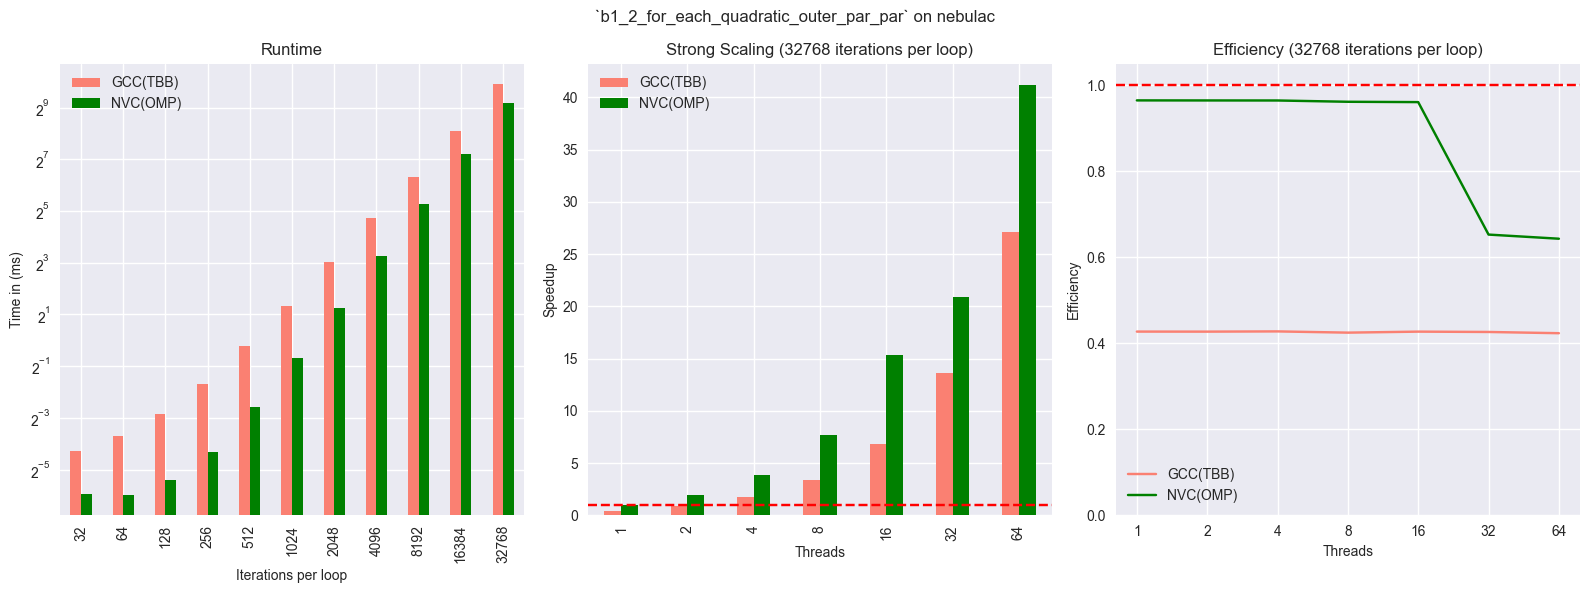 `b1_2_for_each_quadratic_outer_par_par` on nebulac
Runtime
GCC(TBB)
NVC(OMP)
2^9
2^7
2^5
2^3
2^1
2^−1
2^−3
2^−5
Time in (ms)
32 64 128 256 512 1024 2048 4096 8192 16384 32768
Iterations per loop
Strong Scaling (32768 iterations per loop)
GCC(TBB)
NVC(OMP)
40
35
30
25
20
15
10
5
0
Speedup
1 2 4 8 16 32 64
Threads
Efficiency (32768 iterations per loop)
1.0
0.8
0.6
0.4
0.2
0.0
Efficiency
GCC(TBB)
NVC(OMP)
1 2 4 8 16 32 64
Threads